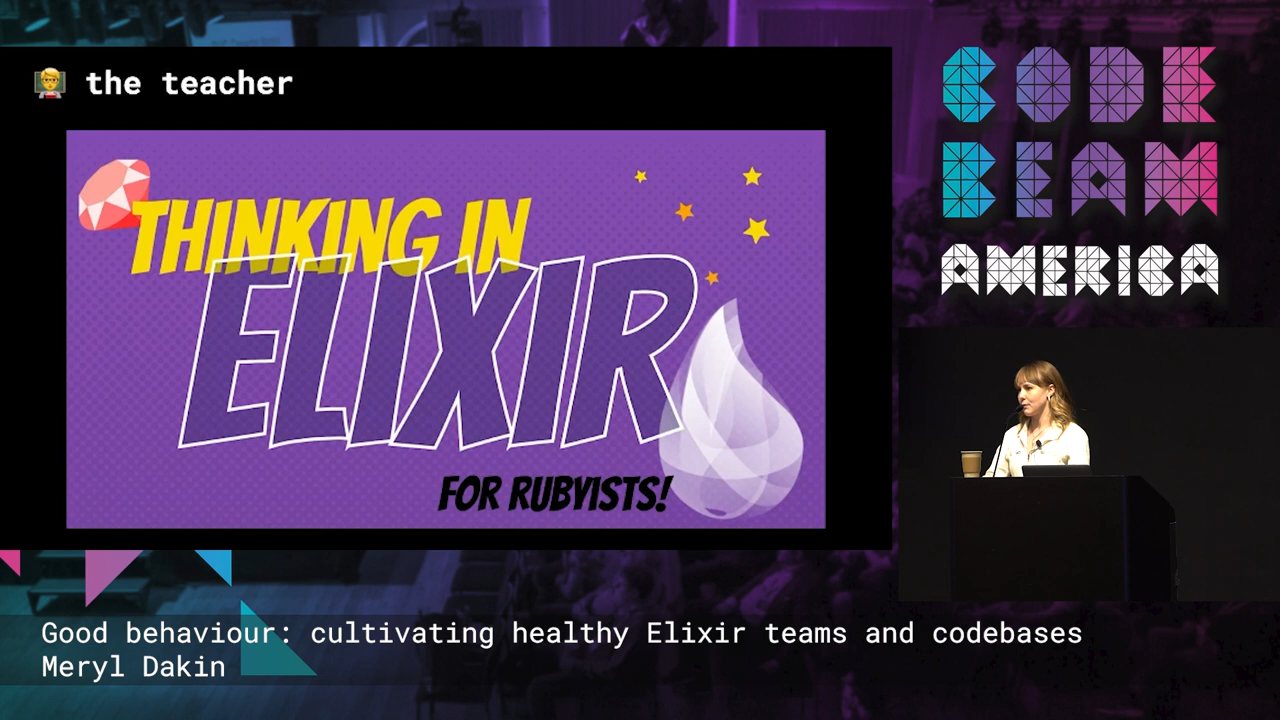 the teacher
THINKING IN
ELIXIR
FOR RUBYISTS!
CODE
BEAM
AMERICA
Good behaviour: cultivating healthy Elixir teams and codebases
Meryl Dakin